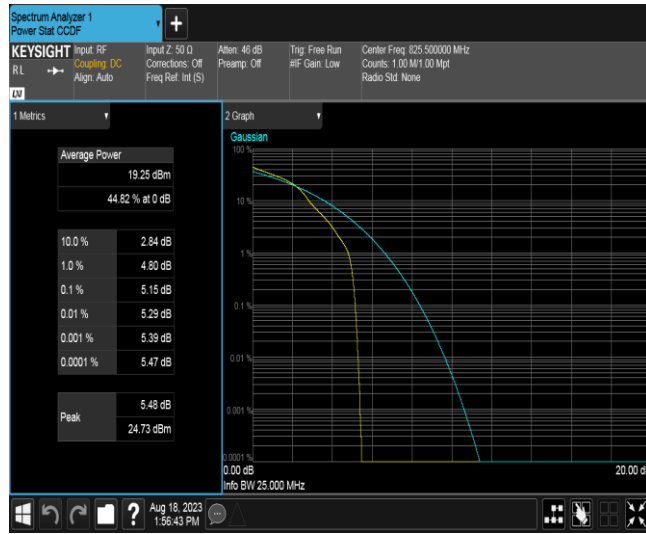 Spectrum Analyzer 1
Power Stat CCDF
+
KEYSIGHT
RL
LXI
Input: RF
Coupling: DC
Align: Auto
Input Z: 50 Ω
Corrections: Off
Freq Ref: Int (S)
Atten: 46 dB
Preamp: Off
Trig: Free Run
#IF Gain: Low
Center Freq: 825.500000 MHz
Counts: 1.00 M/1.00 Mpt
Radio Std: None
1 Metrics
Average Power
19.25 dBm
44.82 % at 0 dB
10.0 % 2.84 dB
1.0 % 4.80 dB
0.1 % 5.15 dB
0.01 % 5.29 dB
0.001 % 5.39 dB
0.0001 % 5.47 dB
Peak 5.48 dB
24.73 dBm
2 Graph
Gaussian
100 %
10 %
1 %
0.1 %
0.01 %
0.001 %
0.0001 %
0.00 dB 20.00 d
Info BW 25.000 MHz
?
Aug 18, 2023
1:56:43 PM